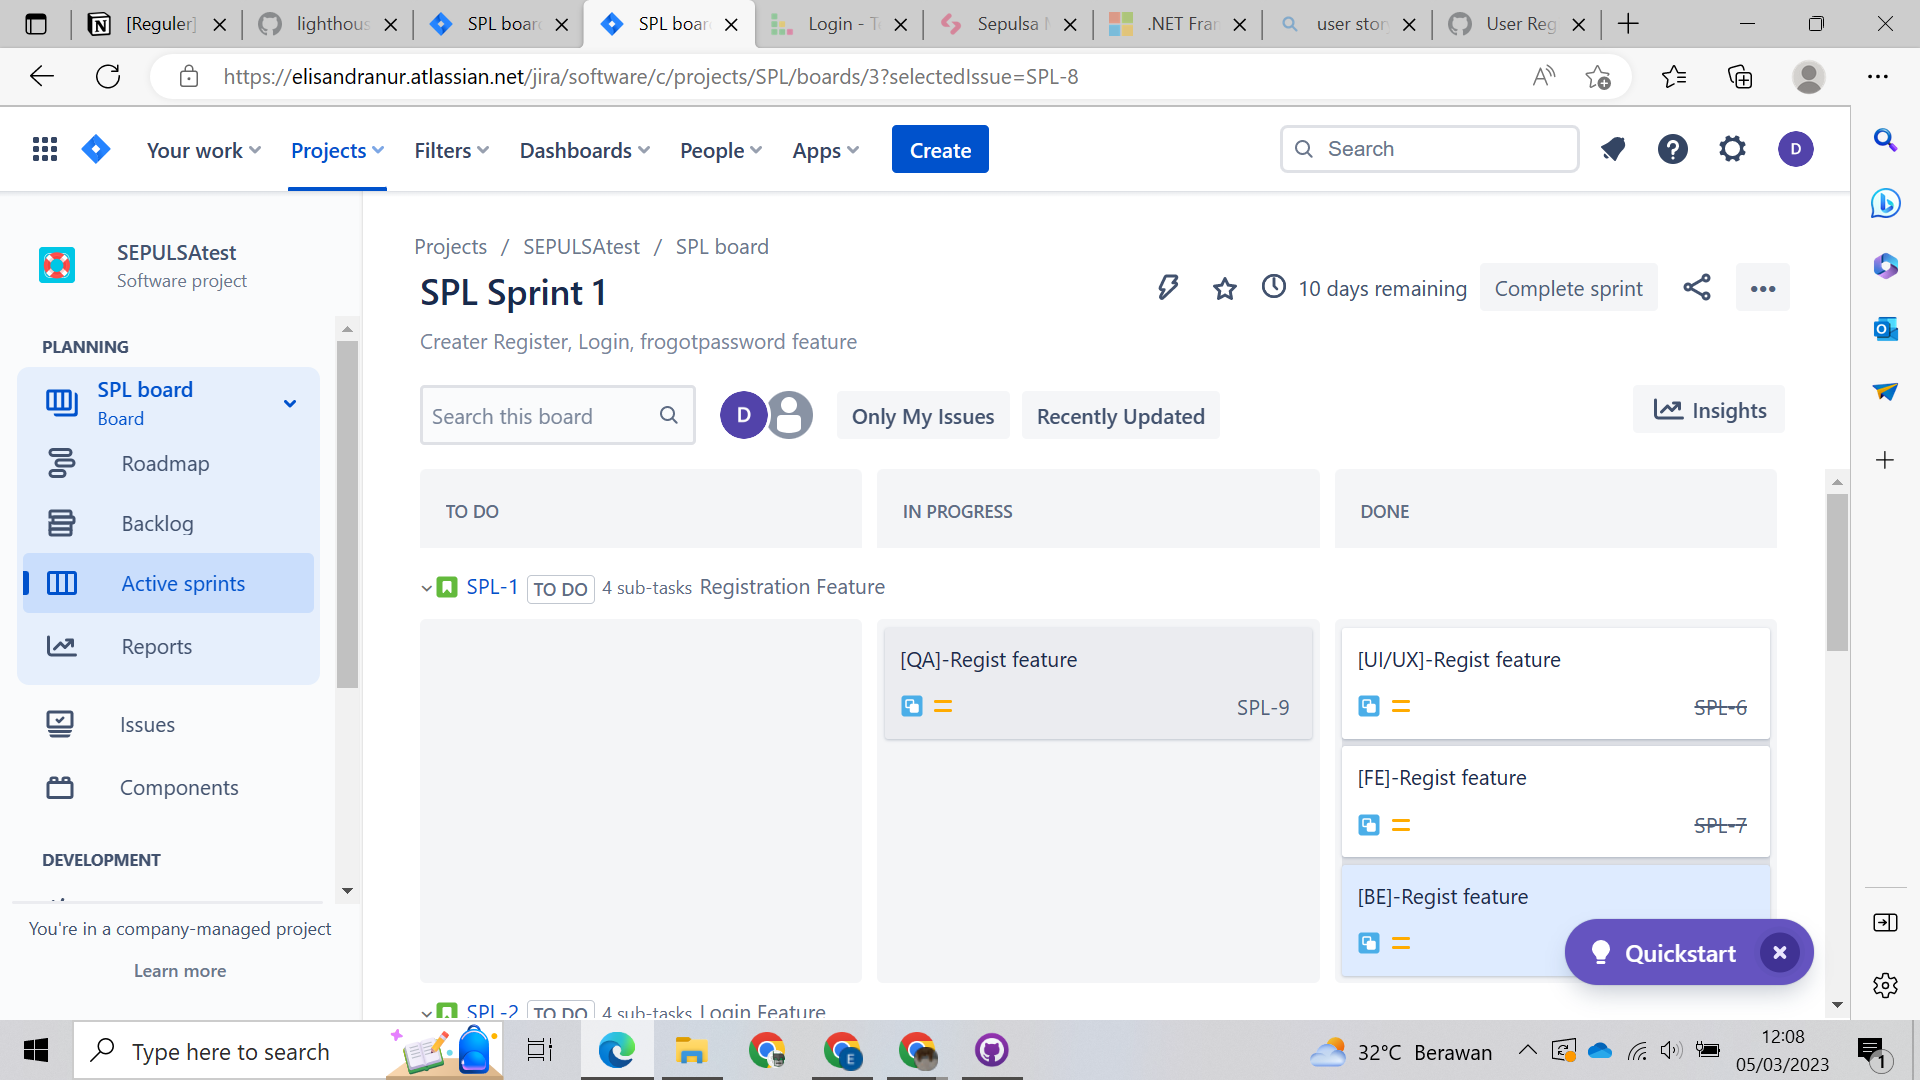 [Reguler]
lighthous
SPL boar
SPL boar
Login - Te
Sepulsa
.NET Fran
user stor
User Reg
https://elisandranur.atlassian.net/jira/software/c/projects/SPL/boards/3?selectedIssue=SPL-8
Your work
Projects
Filters
Dashboards
People
Apps
Create
Search
D
SEPULSAtest
Software project
PLANNING
SPL board
Board
Roadmap
Backlog
Active sprints
Reports
Issues
Components
DEVELOPMENT
You're in a company-managed project
Learn more
Projects / SEPULSAtest / SPL board
SPL Sprint 1
10 days remaining
Complete sprint
Creater Register, Login, frogotpassword feature
Search this board
D
Only My Issues
Recently Updated
Insights
TO DO
IN PROGRESS
DONE
SPL-1 TO DO 4 sub-tasks Registration Feature
[QA]-Regist feature
SPL-9
[UI/UX]-Regist feature
SPL-6
[FE]-Regist feature
SPL-7
[BE]-Regist feature
Quickstart
SPL-2 TO DO 4 sub-tasks Login Feature
Type here to search
E
32°C Berawan
12:08
05/03/2023
1